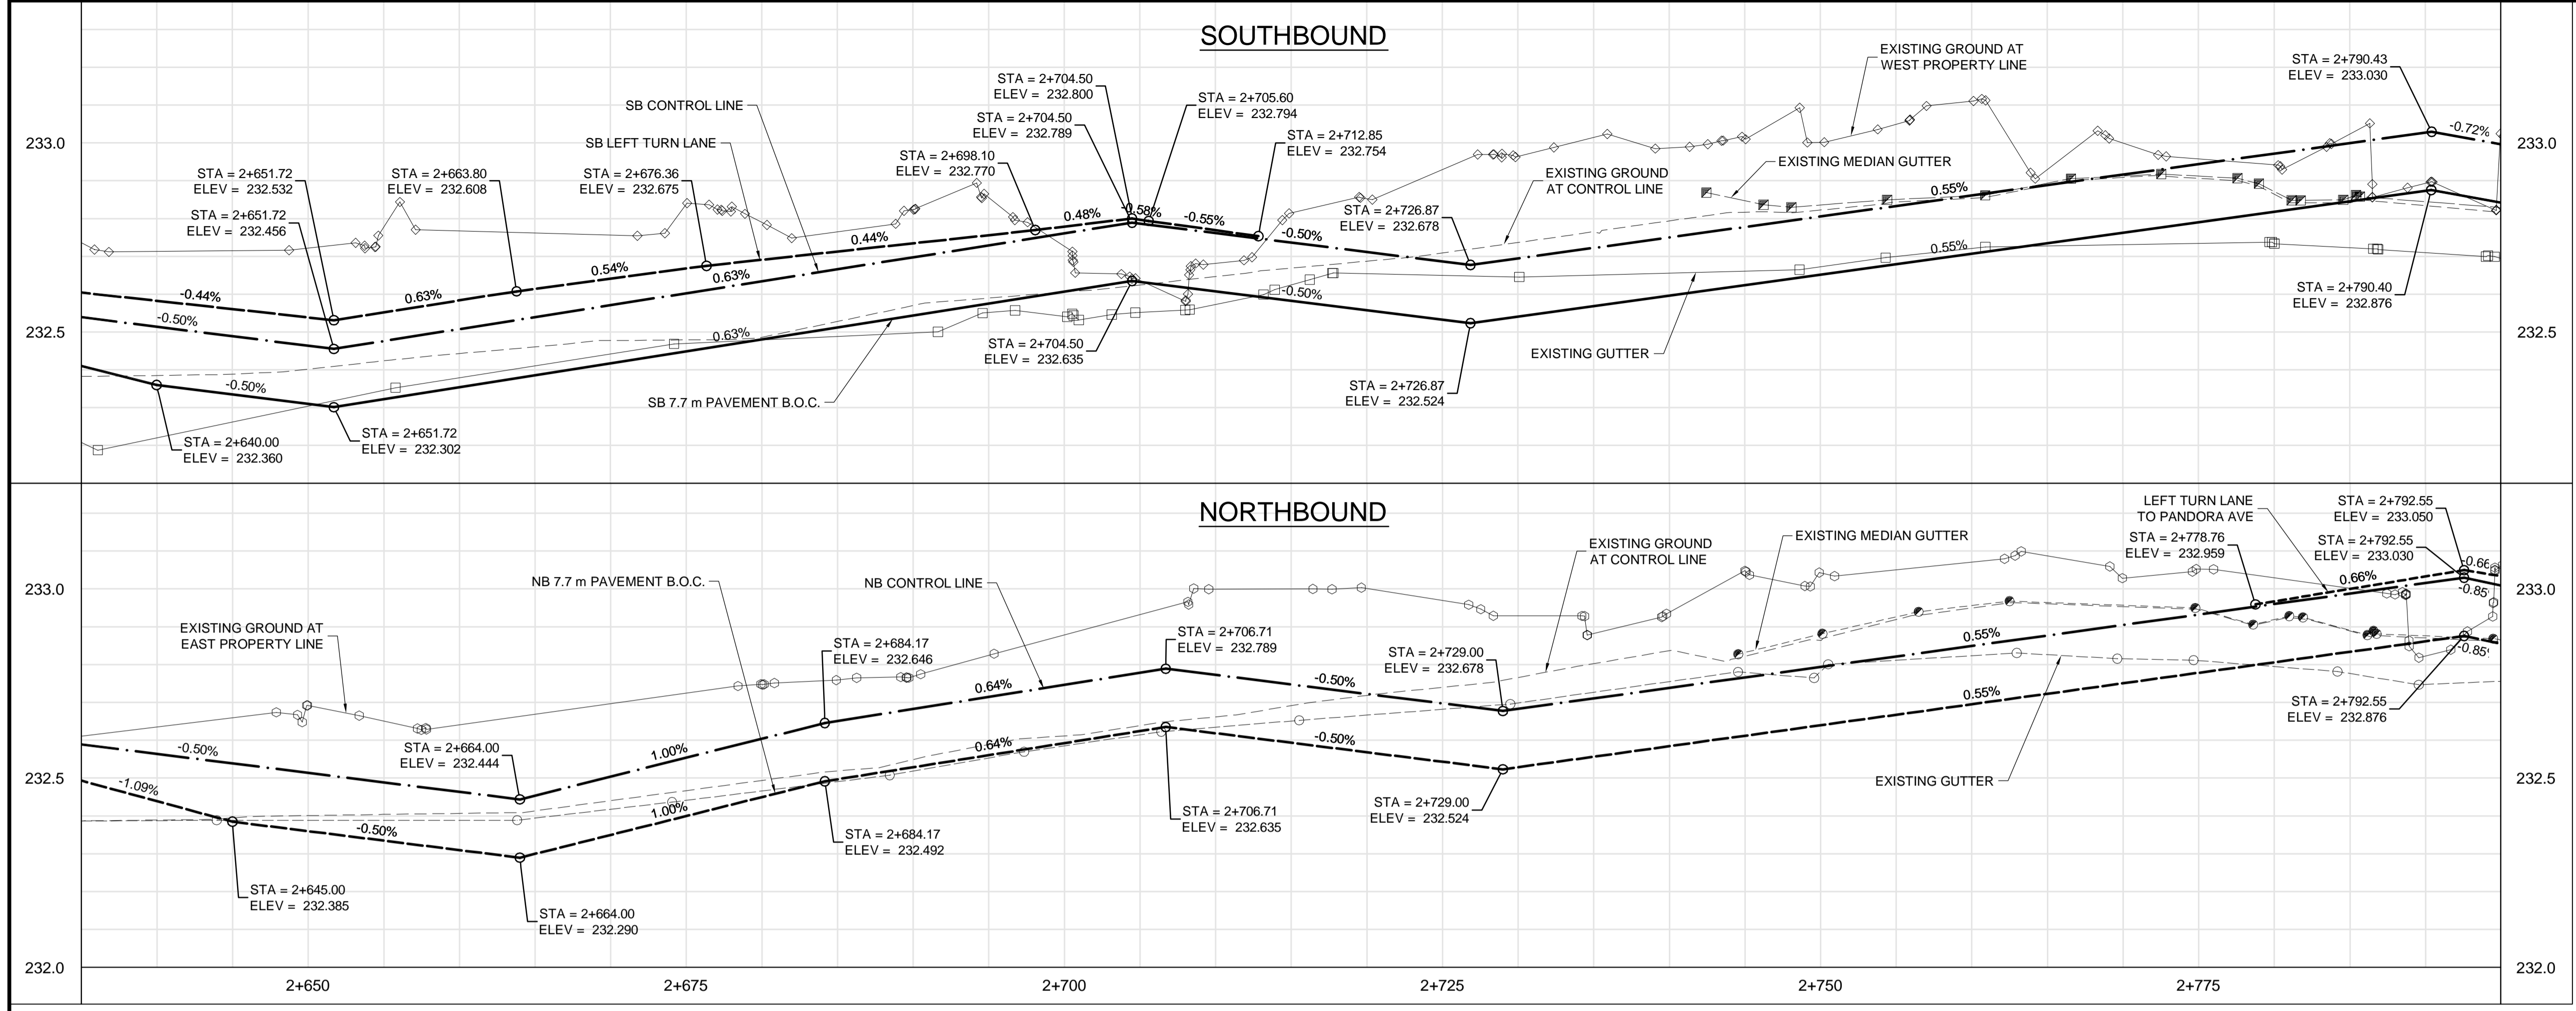 SOUTHBOUND
EXISTING GROUND AT
WEST PROPERTY LINE
STA = 2+790.43
ELEV = 233.030
STA = 2+704.50
ELEV = 232.800
STA = 2+705.60
ELEV = 232.794
SB CONTROL LINE
STA = 2+704.50
ELEV = 232.789
STA = 2+712.85
ELEV = 232.754
-0.72%
233.0
233.0
SB LEFT TURN LANE
STA = 2+698.10
ELEV = 232.770
EXISTING MEDIAN GUTTER
STA = 2+651.72
ELEV = 232.532
STA = 2+663.80
ELEV = 232.608
STA = 2+676.36
ELEV = 232.675
EXISTING GROUND
AT CONTROL LINE
0.55%
STA = 2+651.72
ELEV = 232.456
0.48%
-0.58%
-0.55%
STA = 2+726.87
ELEV = 232.678
0.44%
-0.50%
0.55%
0.54%
0.63%
-0.44%
0.63%
-0.50%
STA = 2+790.40
ELEV = 232.876
-0.50%
232.5
0.63%
232.5
STA = 2+704.50
ELEV = 232.635
EXISTING GUTTER
-0.50%
STA = 2+726.87
ELEV = 232.524
SB 7.7 m PAVEMENT B.O.C.
STA = 2+640.00
ELEV = 232.360
STA = 2+651.72
ELEV = 232.302
NORTHBOUND
LEFT TURN LANE
TO PANDORA AVE
STA = 2+792.55
ELEV = 233.050
EXISTING GROUND
AT CONTROL LINE
EXISTING MEDIAN GUTTER
STA = 2+778.76
ELEV = 232.959
STA = 2+792.55
ELEV = 233.030
-0.66
0.66%
233.0
NB 7.7 m PAVEMENT B.O.C.
NB CONTROL LINE
-0.85
233.0
EXISTING GROUND AT
EAST PROPERTY LINE
STA = 2+684.17
ELEV = 232.646
STA = 2+706.71
ELEV = 232.789
STA = 2+729.00
ELEV = 232.678
0.55%
-0.85
0.64%
-0.50%
0.55%
STA = 2+792.55
ELEV = 232.876
-0.50%
STA = 2+664.00
ELEV = 232.444
1.00%
0.64%
-0.50%
232.5
-1.09%
EXISTING GUTTER
232.5
1.00%
STA = 2+706.71
ELEV = 232.635
STA = 2+729.00
ELEV = 232.524
-0.50%
STA = 2+684.17
ELEV = 232.492
STA = 2+645.00
ELEV = 232.385
STA = 2+664.00
ELEV = 232.290
232.0
232.0
2+650
2+675
2+700
2+725
2+750
2+775